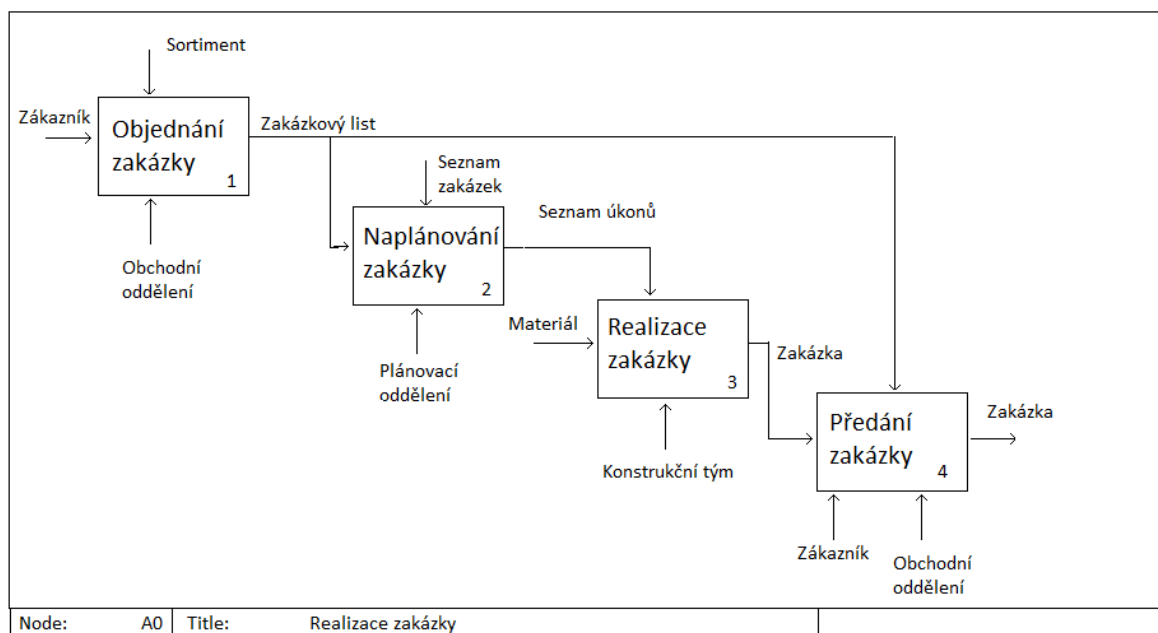 Sortiment
Zákazník
Objednání
zakázky
1
Zakázkový list
Obchodní
oddělení
Seznam
zakázek
Naplánování
zakázky
2
Seznam úkonů
Plánovací
oddělení
Materiál
Realizace
zakázky
3
Zakázka
Konstrukční tým
Předání
zakázky
4
Zakázka
Zákazník
Obchodní
oddělení
Node: A0 Title: Realizace zakázky